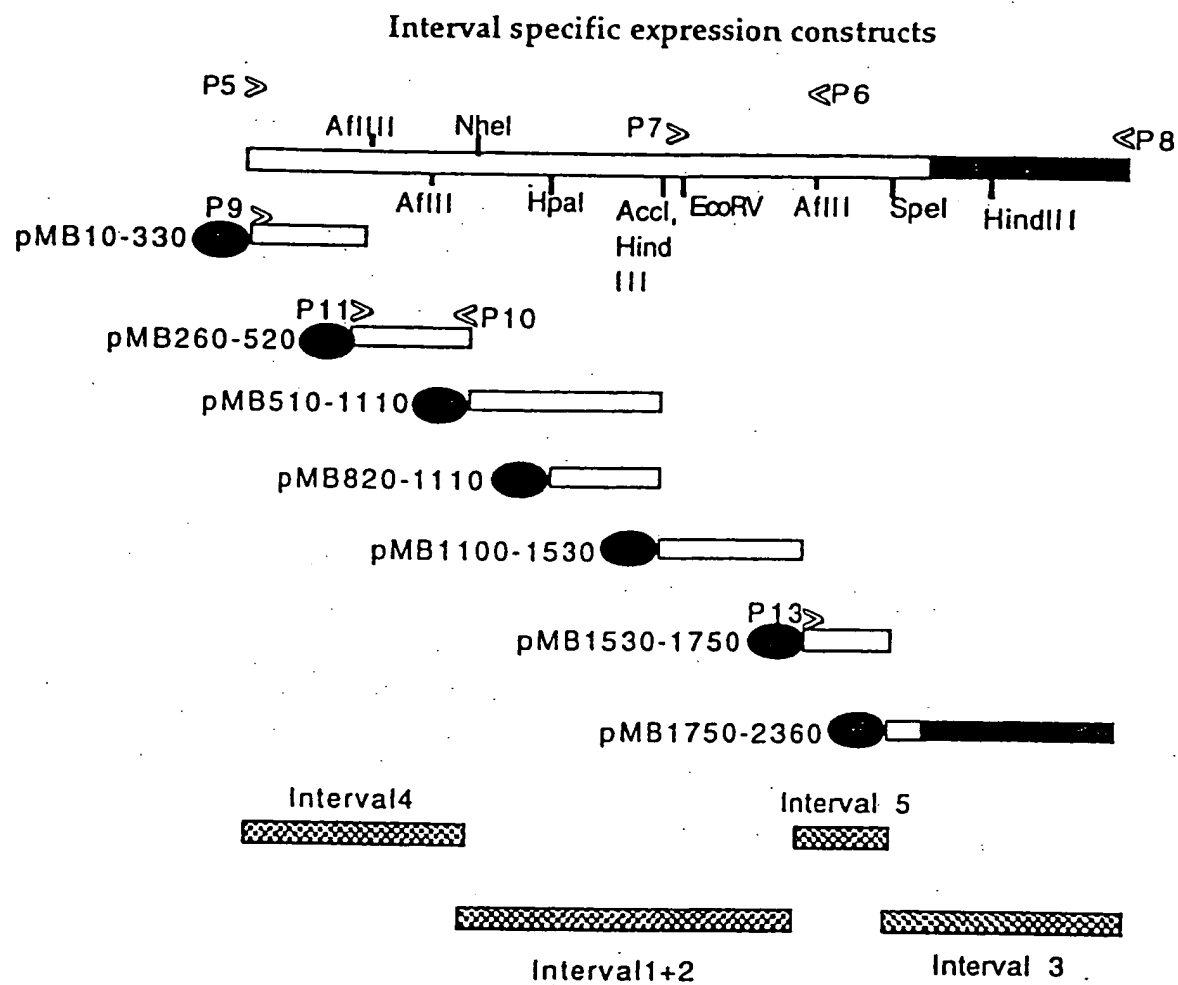 Interval specific expression constructs
P5
P6
AflIII
NheI
P7
P8
AflII
HpaI
AccI,
Hind
III
EcoRV
AflII
SpeI
HindIII
P9
pMB10-330
P11
P10
pMB260-520
pMB510-1110
pMB820-1110
pMB1100-1530
P13
pMB1530-1750
pMB1750-2360
Interval4
Interval 5
Interval1+2
Interval 3